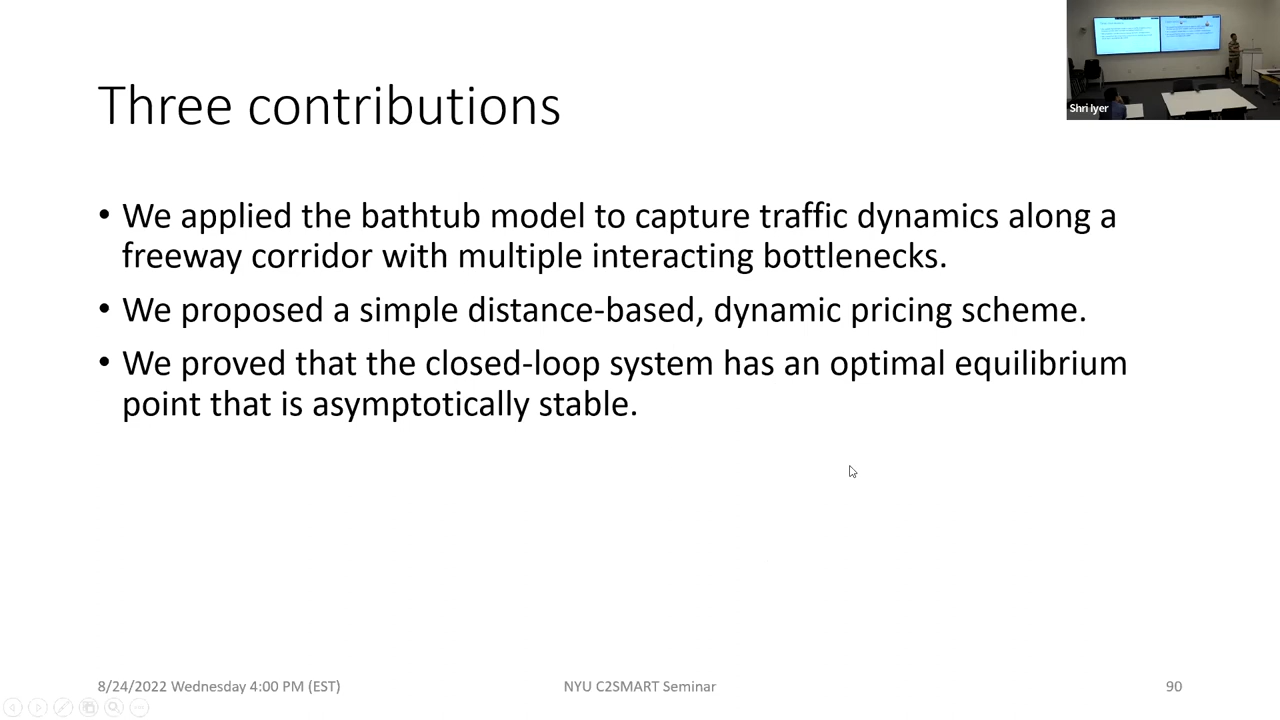 Three contributions
Shri Iyer
• We applied the bathtub model to capture traffic dynamics along a
freeway corridor with multiple interacting bottlenecks.
• We proposed a simple distance-based, dynamic pricing scheme.
• We proved that the closed-loop system has an optimal equilibrium
point that is asymptotically stable.
8/24/2022 Wednesday 4:00 PM (EST)
NYU C2SMART Seminar
90